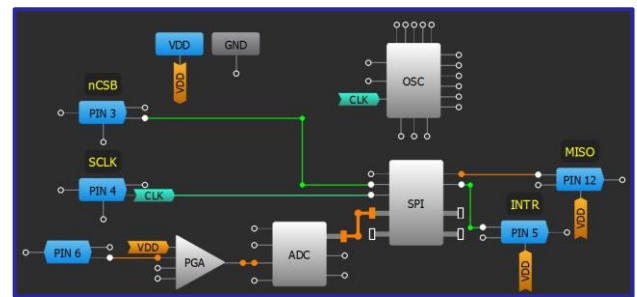 VDD
GND
VDD
OSC
CLK
nCSB
PIN 3
SCLK
PIN 4
CLK
SPI
MISO
PIN 12
VDD
INTR
PIN 5
VDD
PIN 6
VDD
PGA
ADC